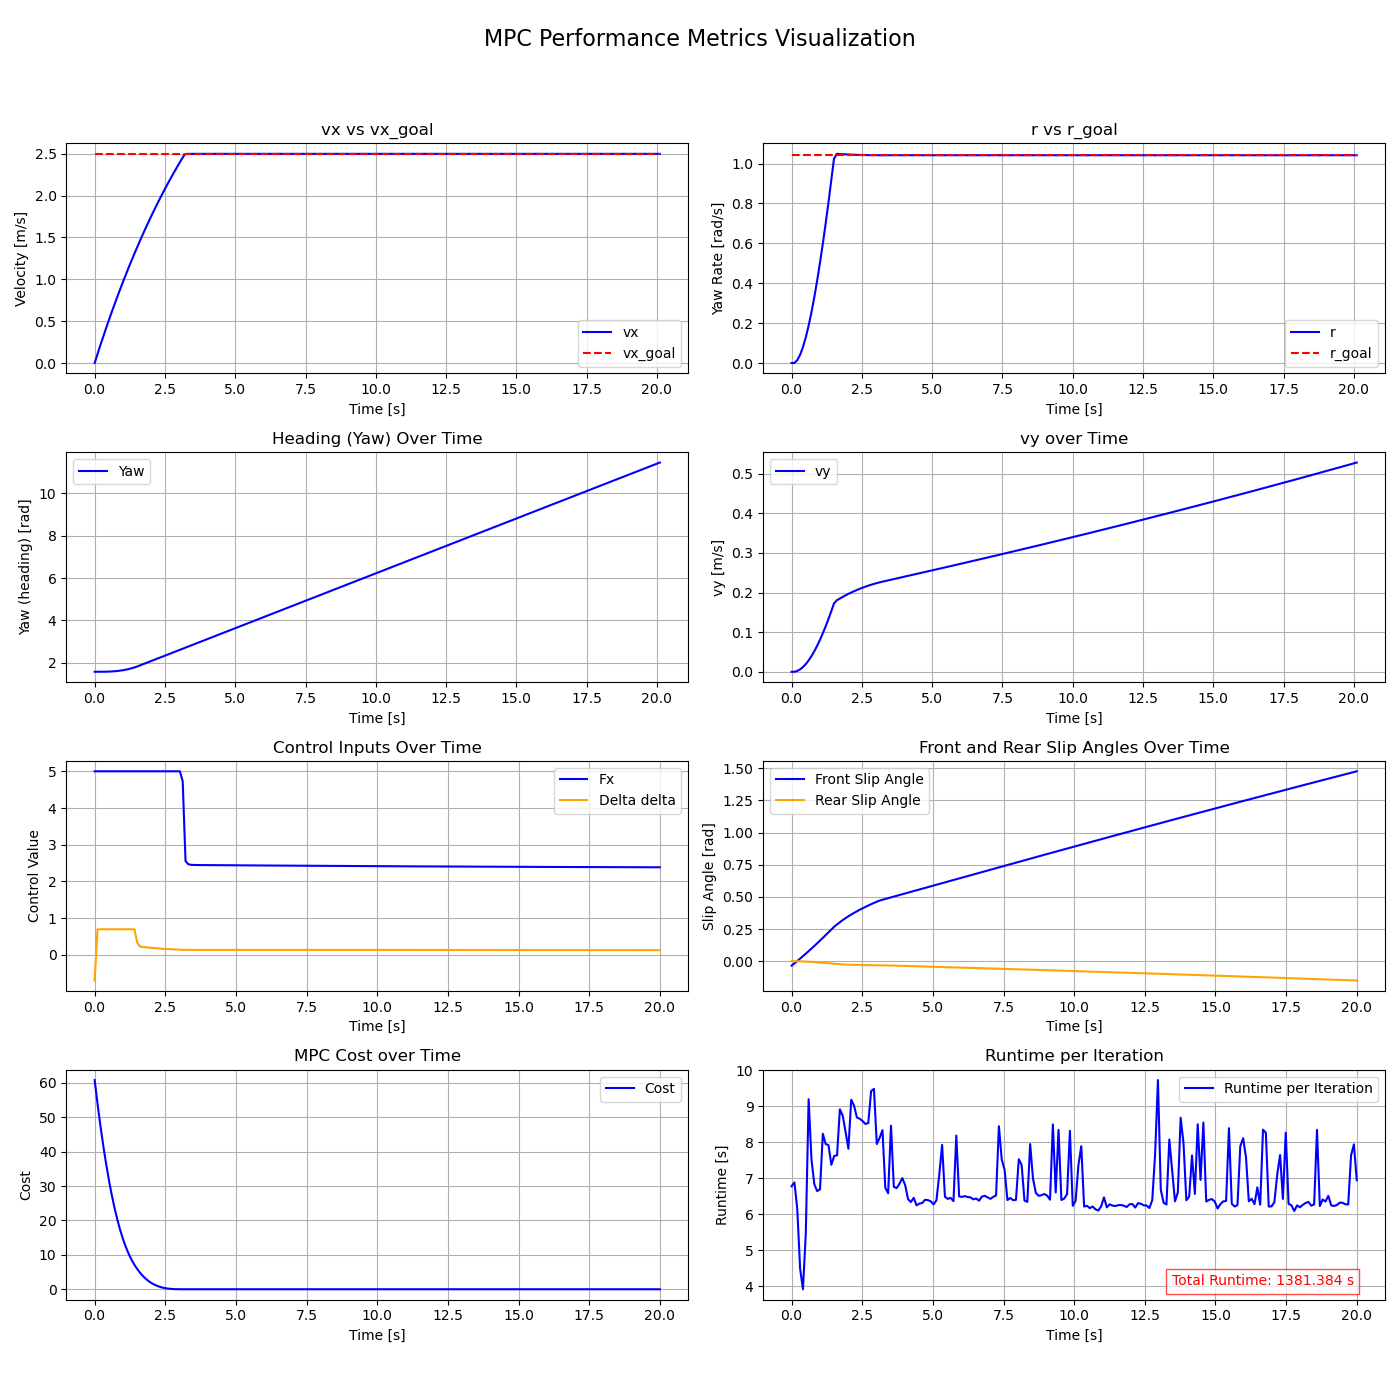 MPC Performance Metrics Visualization
vx vs vx_goal
Velocity [m/s]
2.5
2.0
1.5
1.0
0.5
0.0
vx
vx_goal
0.0 2.5 5.0 7.5 10.0 12.5 15.0 17.5 20.0
Time [s]
r vs r_goal
Yaw Rate [rad/s]
1.0
0.8
0.6
0.4
0.2
0.0
r
r_goal
0.0 2.5 5.0 7.5 10.0 12.5 15.0 17.5 20.0
Time [s]
Heading (Yaw) Over Time
Yaw (heading) [rad]
Yaw
10
8
6
4
2
0.0 2.5 5.0 7.5 10.0 12.5 15.0 17.5 20.0
Time [s]
vy over Time
vy [m/s]
vy
0.5
0.4
0.3
0.2
0.1
0.0
0.0 2.5 5.0 7.5 10.0 12.5 15.0 17.5 20.0
Time [s]
Control Inputs Over Time
Control Value
Fx
Delta delta
5
4
3
2
1
0
0.0 2.5 5.0 7.5 10.0 12.5 15.0 17.5 20.0
Time [s]
Front and Rear Slip Angles Over Time
Slip Angle [rad]
Front Slip Angle
Rear Slip Angle
1.50
1.25
1.00
0.75
0.50
0.25
0.00
0.0 2.5 5.0 7.5 10.0 12.5 15.0 17.5 20.0
Time [s]
MPC Cost over Time
Cost
Cost
60
50
40
30
20
10
0
0.0 2.5 5.0 7.5 10.0 12.5 15.0 17.5 20.0
Time [s]
Runtime per Iteration
Runtime [s]
Runtime per Iteration
10
9
8
7
6
5
4
Total Runtime: 1381.384 s
0.0 2.5 5.0 7.5 10.0 12.5 15.0 17.5 20.0
Time [s]